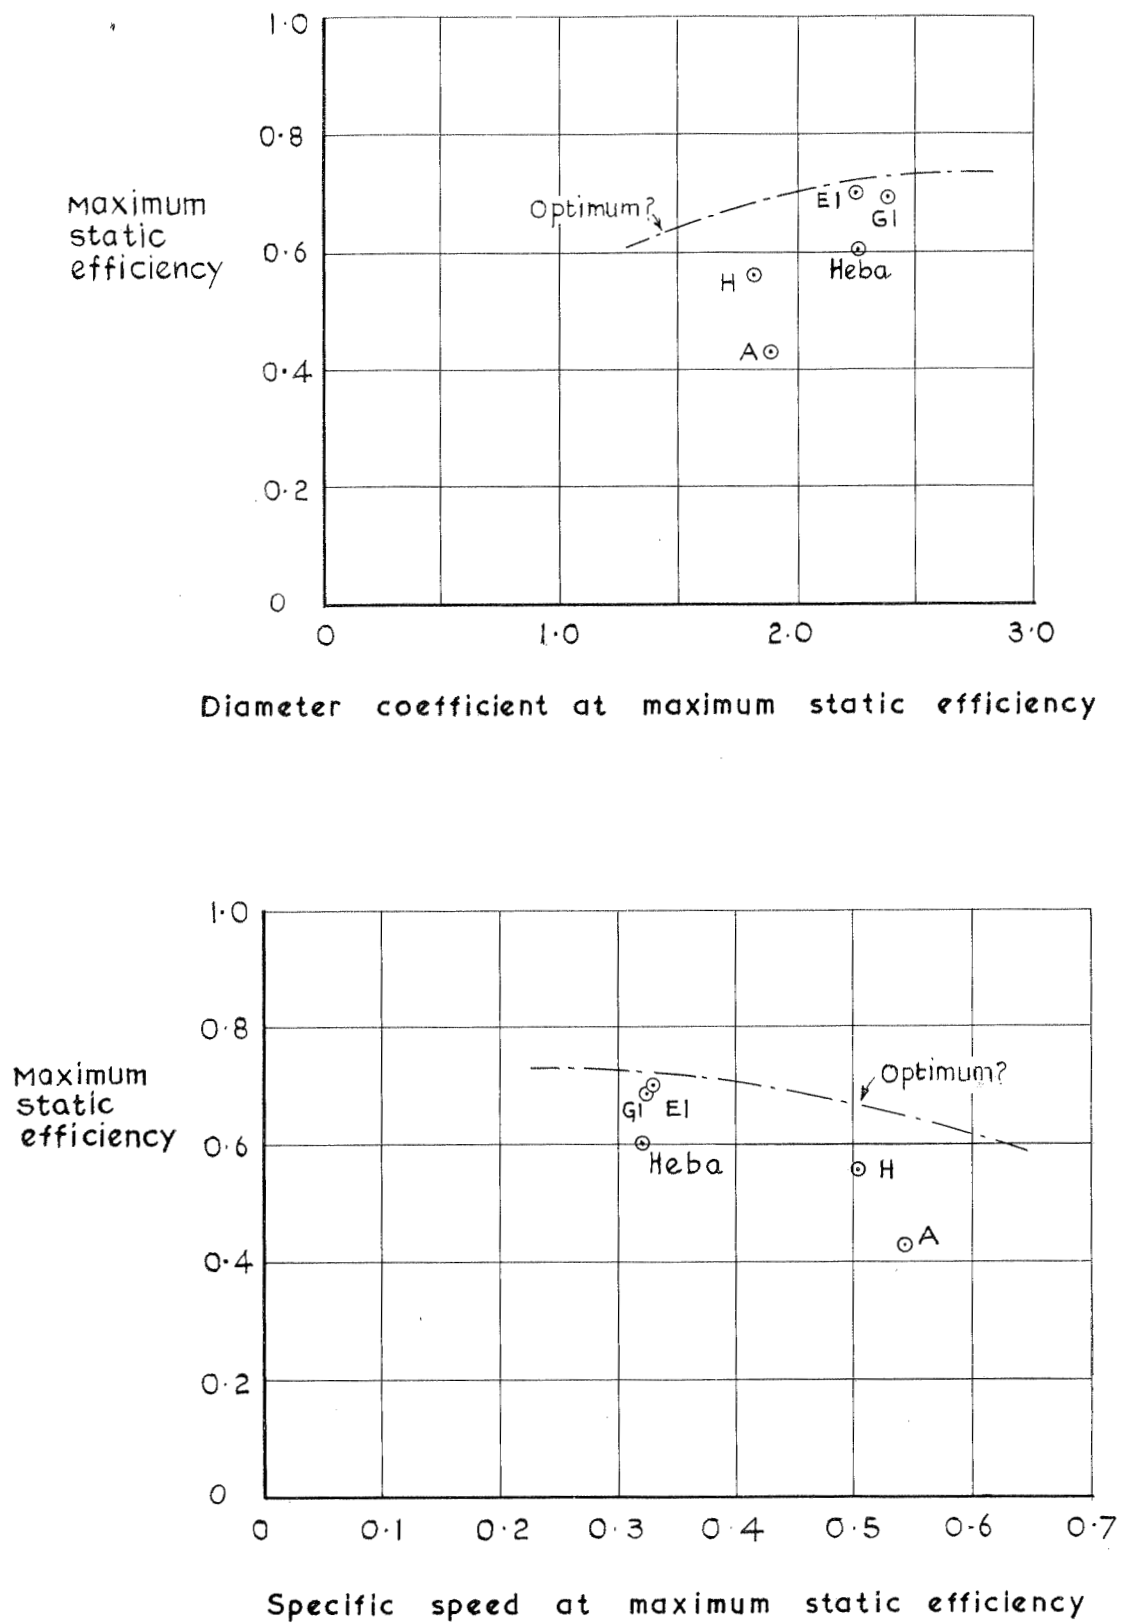 1·0
0·8
Maximum
static
efficiency
Optimum?
E1
G1
0·6
Heba
H
A
0·4
0·2
0
0
1·0
2·0
3·0
Diameter coefficient at maximum static efficiency
1·0
0·8
Maximum
static
efficiency
Optimum?
G1
E1
0·6
Heba
H
A
0·4
0·2
0
0
0·1
0·2
0·3
0·4
0·5
0·6
0·7
Specific speed at maximum static efficiency